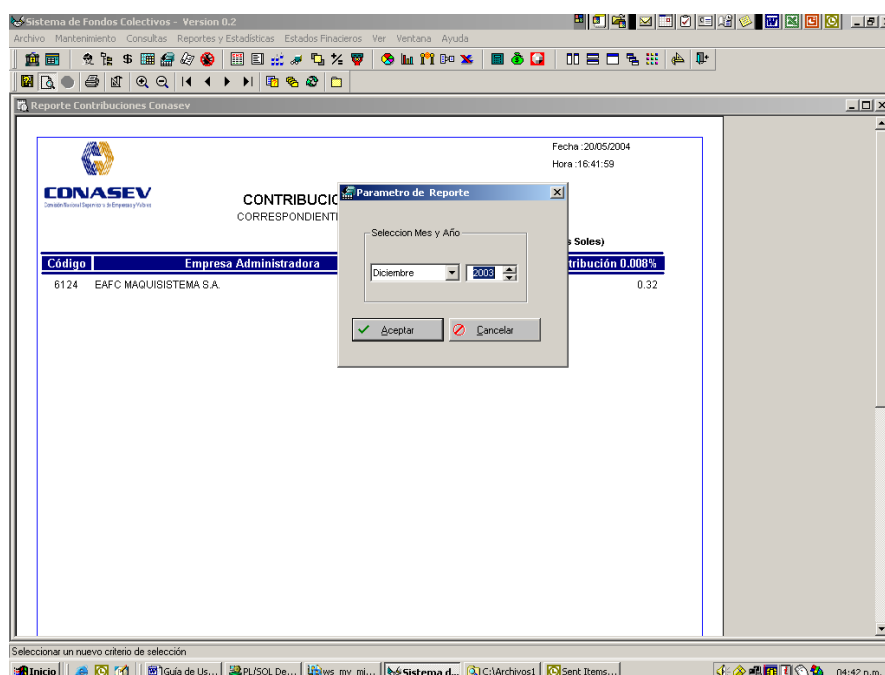 Sistema de Fondos Colectivos - Version 0.2
Archivo Mantenimiento Consultas Reportes y Estadísticas Estados Finacieros Ver Ventana Ayuda
Reporte Contribuciones Conasev
Fecha :20/05/2004
Hora :16:41:59
CONASEV
CONTRIBUCIO
CORRESPONDIENT
Soles)
Código Empresa Administradora tribución 0.008%
6124 EAFC MAQUISISTEMA S.A. 0.32
Parametro de Reporte
Seleccion Mes y Año
Diciembre 2003
Aceptar Cancelar
Seleccionar un nuevo criterio de selección
Inicio Guía de Us... PL/SQL De... ws_my_mi... Sistema d... C:\Archivos1 Sent Items... 04:42 p.m.